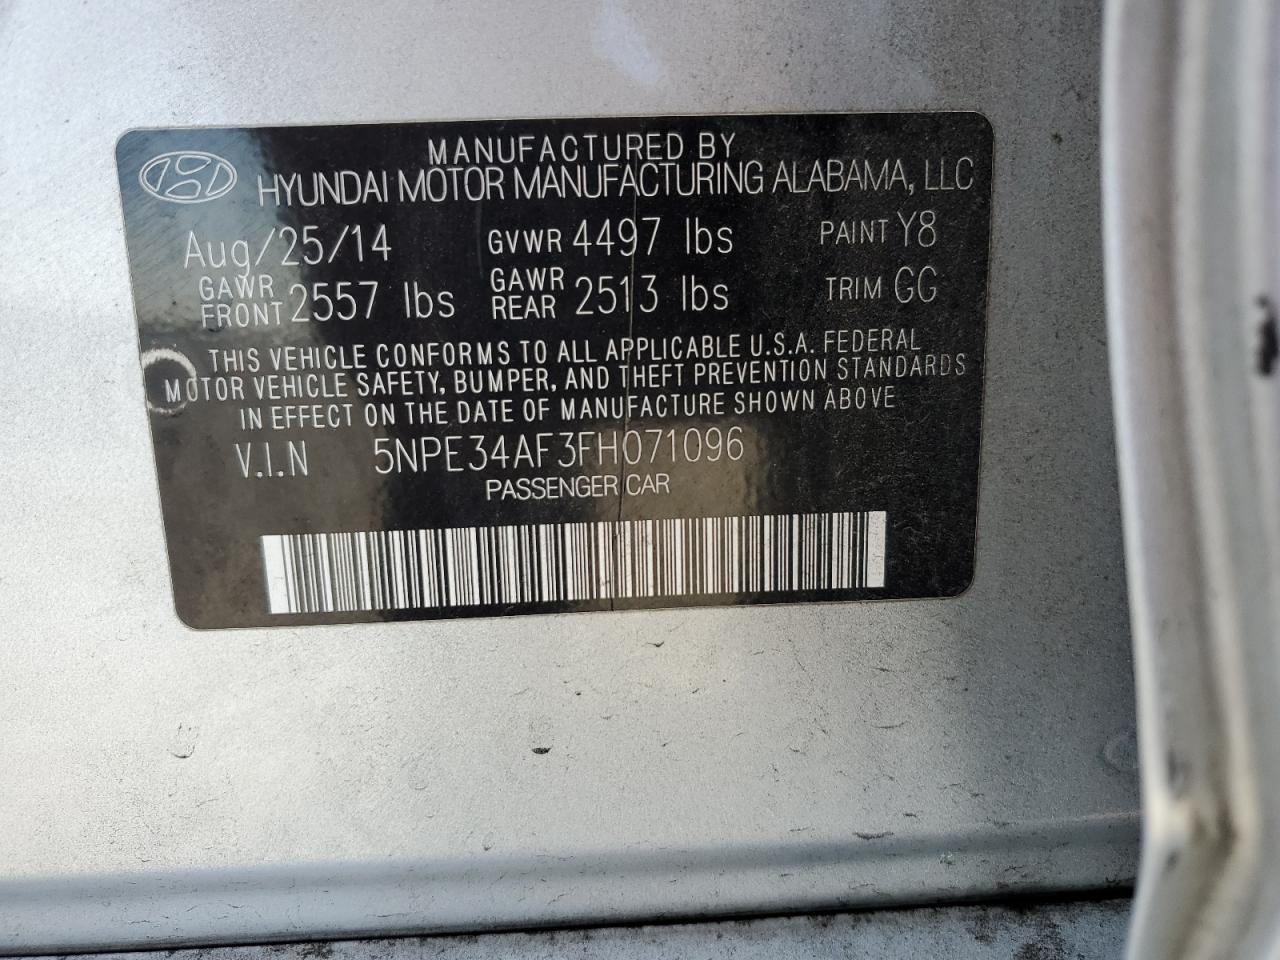 MANUFACTURED BY
HYUNDAI MOTOR MANUFACTURING ALABAMA, LLC
Aug/25/14 GVWR 4497 lbs PAINT Y8
GAWR FRONT 2557 lbs GAWR REAR 2513 lbs TRIM GG
THIS VEHICLE CONFORMS TO ALL APPLICABLE U.S.A. FEDERAL
MOTOR VEHICLE SAFETY, BUMPER, AND THEFT PREVENTION STANDARDS
IN EFFECT ON THE DATE OF MANUFACTURE SHOWN ABOVE
V.I.N 5NPE34AF3FH071096
PASSENGER CAR